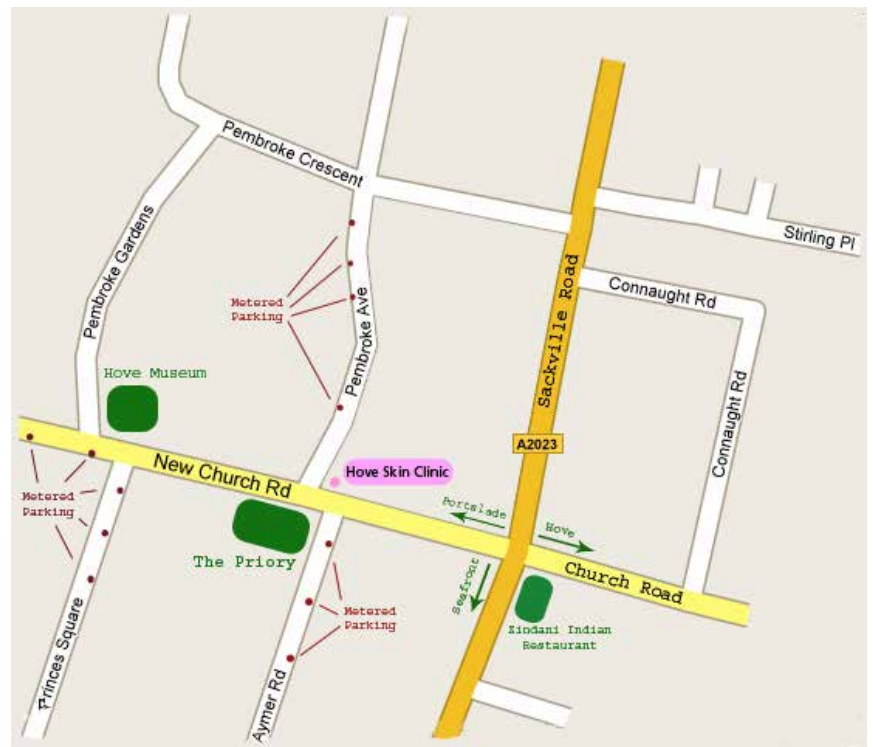 Pembroke Crescent
Stirling Pl
Pembroke Gardens
Connaught Rd
Sackville Road
Metered
Parking
Pembroke Ave
Hove Museum
Connaught Rd
A2023
New Church Rd
Hove Skin Clinic
Metered
Parking
Portslade
Hove
The Priory
Church Road
Seafront
Metered
Parking
Zindani Indian
Restaurant
Princes Square
Aymer Rd